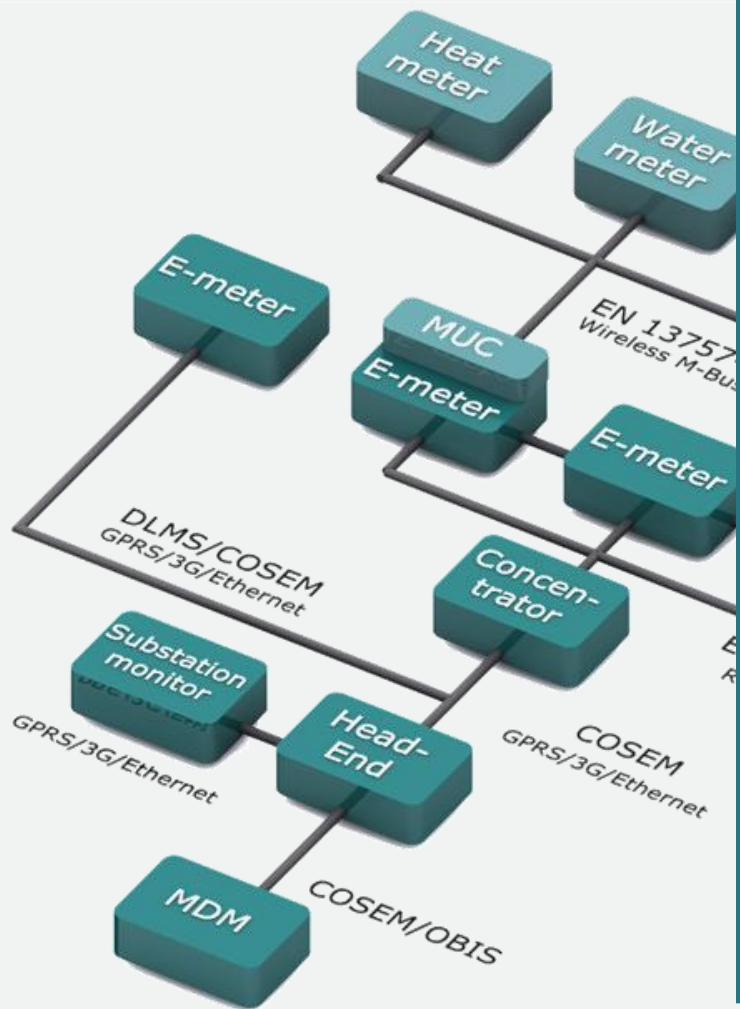 Heat
meter
Water
meter
E-meter
MUC
E-meter
EN 13757
Wireless M-Bus
E-meter
DLMS/COSEM
GPRS/3G/Ethernet
Concen-
trator
Substation
monitor
Head-
End
COSEM
GPRS/3G/Ethernet
GPRS/3G/Ethernet
MDM
COSEM/OBIS